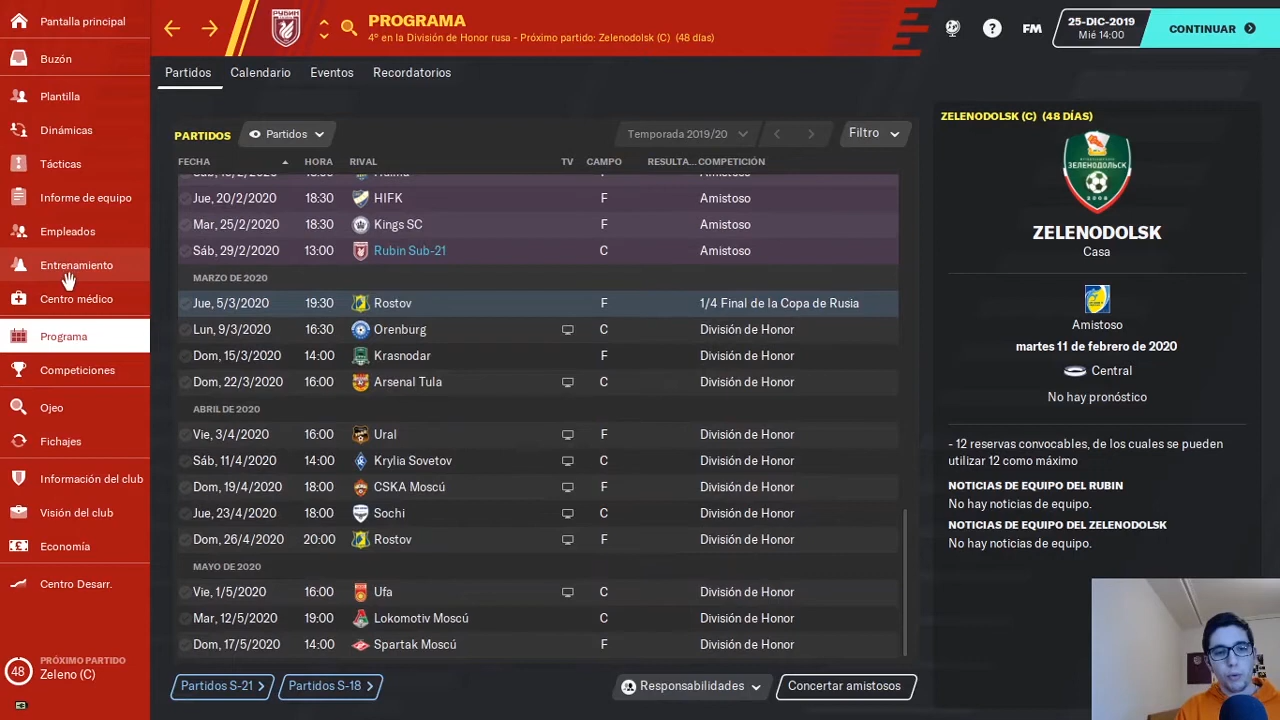 Pantalla principal
Buzón
Plantilla
Dinámicas
Tácticas
Informe de equipo
Empleados
Entrenamiento
Centro médico
Programa
Competiciones
Ojeo
Fichajes
Información del club
Visión del club
Economía
Centro Desarr.
48
PRÓXIMO PARTIDO
Zeleno (C)
РУБИН
PROGRAMA
4º en la División de Honor rusa - Próximo partido: Zelenodolsk (C) (48 días)
?
FM
25-DIC-2019
Mié 14:00
CONTINUAR
Partidos Calendario Eventos Recordatorios
PARTIDOS Partidos Temporada 2019/20 Filtro
FECHA HORA RIVAL TV CAMPO RESULTA... COMPETICIÓN
Jue, 20/2/2020 18:30 HIFK F Amistoso
Mar, 25/2/2020 18:30 Kings SC F Amistoso
Sáb, 29/2/2020 13:00 Rubin Sub-21 C Amistoso
MARZO DE 2020
Jue, 5/3/2020 19:30 Rostov F 1/4 Final de la Copa de Rusia
Lun, 9/3/2020 16:30 Orenburg C División de Honor
Dom, 15/3/2020 14:00 Krasnodar F División de Honor
Dom, 22/3/2020 16:00 Arsenal Tula C División de Honor
ABRIL DE 2020
Vie, 3/4/2020 16:00 Ural F División de Honor
Sáb, 11/4/2020 14:00 Krylia Sovetov C División de Honor
Dom, 19/4/2020 18:00 CSKA Moscú F División de Honor
Jue, 23/4/2020 18:00 Sochi C División de Honor
Dom, 26/4/2020 20:00 Rostov F División de Honor
MAYO DE 2020
Vie, 1/5/2020 16:00 Ufa C División de Honor
Mar, 12/5/2020 19:00 Lokomotiv Moscú C División de Honor
Dom, 17/5/2020 14:00 Spartak Moscú F División de Honor
Partidos S-21 Partidos S-18 Responsabilidades Concertar amistosos
ZELENODOLSK (C) (48 DÍAS)
ЗЕЛЕНОДОЛЬСК
ZELENODOLSK
Casa
Amistoso
martes 11 de febrero de 2020
Central
No hay pronóstico
- 12 reservas convocables, de los cuales se pueden
utilizar 12 como máximo
NOTICIAS DE EQUIPO DEL RUBIN
No hay noticias de equipo.
NOTICIAS DE EQUIPO DEL ZELENODOLSK
No hay noticias de equipo.